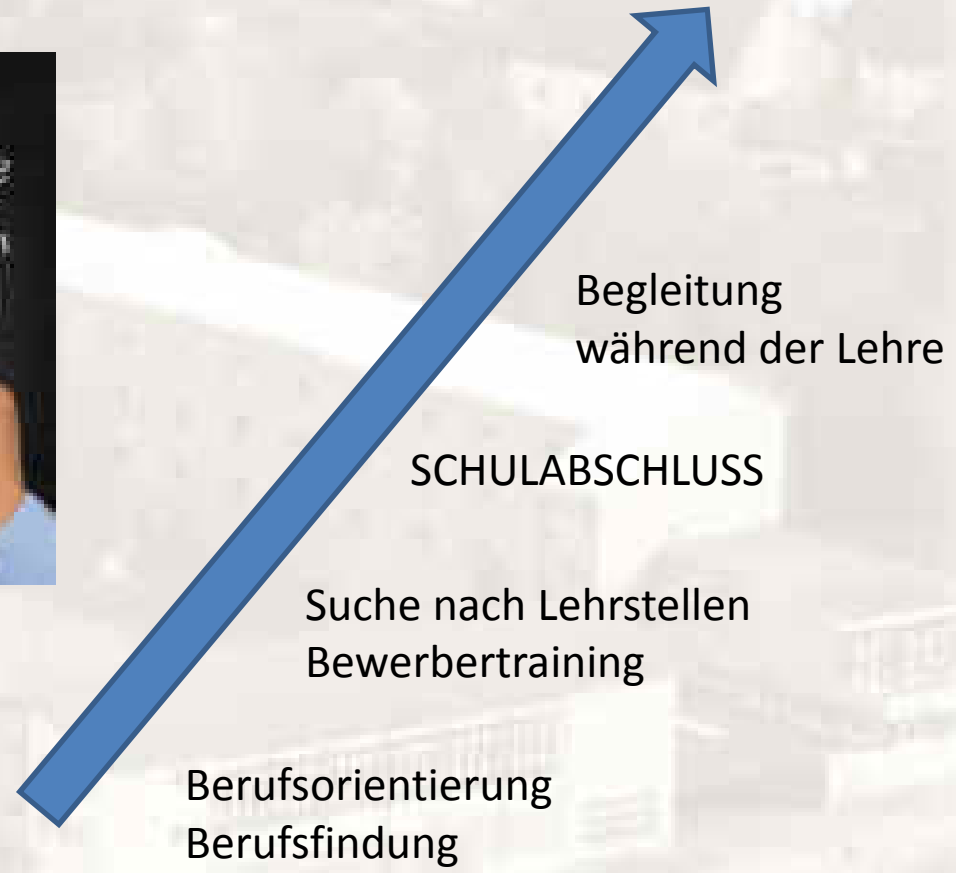 Begleitung
während der Lehre
SCHULABSCHLUSS
Suche nach Lehrstellen
Bewerbertraining
Berufsorientierung
Berufsfindung